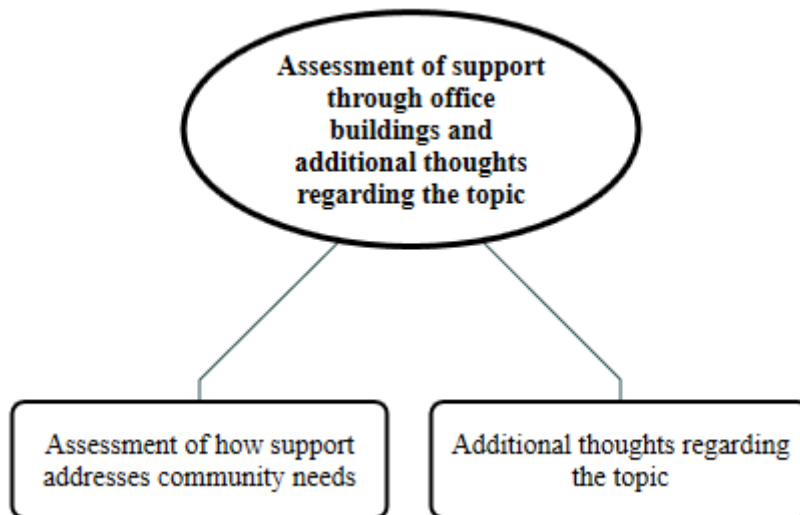 Assessment of support
through office
buildings and
additional thoughts
regarding the topic
Assessment of how support
addresses community needs
Additional thoughts regarding
the topic